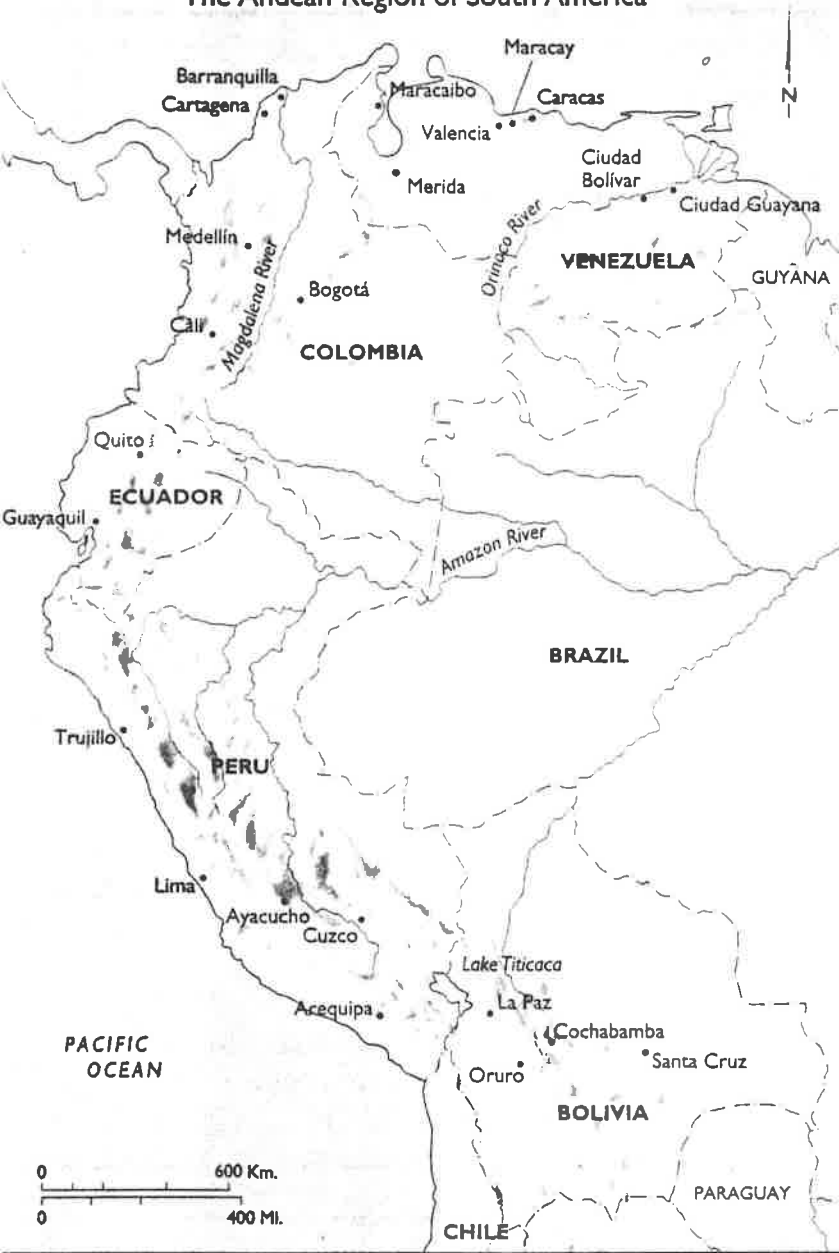 The Andean Region of South America
Maracay
Barranquilla
Maracaibo
Cartagena
Caracas
N
Valencia
Ciudad
Bolívar
Merida
Ciudad Guayana
Medellín
Orinoco River
VENEZUELA
GUYANA
Magdalena River
Bogotá
Cali
COLOMBIA
Quito
ECUADOR
Guayaquil
Amazon River
BRAZIL
Trujillo
PERU
Lima
Ayacucho
Cuzco
Lake Titicaca
Acequipa
La Paz
PACIFIC
OCEAN
Cochabamba
Santa Cruz
Oruro
BOLIVIA
0 600 Km.
0 400 MI.
PARAGUAY
CHILE